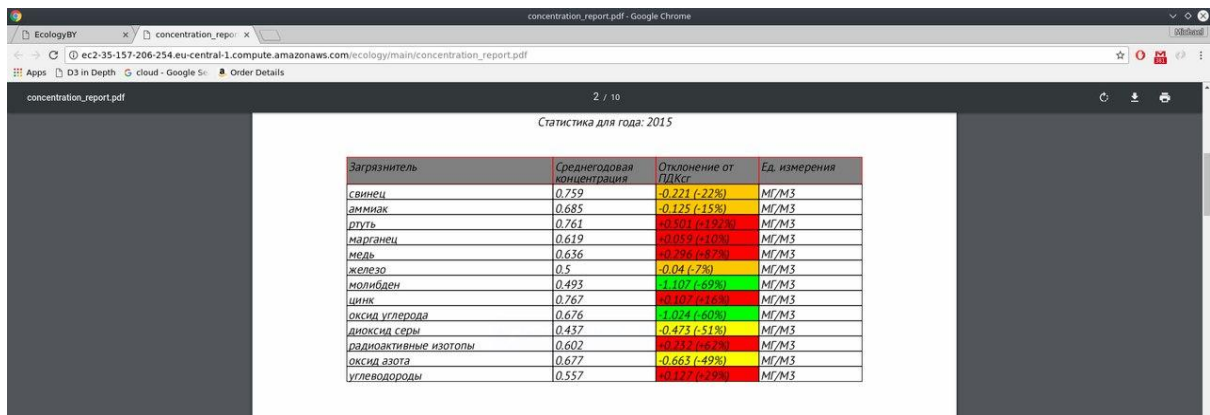 concentration_report.pdf - Google Chrome
EcologyBY
concentration_repor
Michael
ec2-35-157-206-254.eu-central-1.compute.amazonaws.com/ecology/main/concentration_report.pdf
Apps D3 in Depth cloud - Google Se Order Details
concentration_report.pdf 2 / 10
Статистика для года: 2015
Загрязнитель Среднегодовая концентрация Отклонение от ПДКсг Ед. измерения
свинец 0.759 -0.221 (-22%) МГ/М3
аммиак 0.685 -0.125 (-15%) МГ/М3
ртуть 0.761 +0.501 (+192%) МГ/М3
марганец 0.619 +0.059 (+10%) МГ/М3
медь 0.636 +0.296 (+87%) МГ/М3
железо 0.5 -0.04 (-7%) МГ/М3
молибден 0.493 -1.107 (-69%) МГ/М3
цинк 0.767 +0.107 (+16%) МГ/М3
оксид углерода 0.676 -1.024 (-60%) МГ/М3
диоксид серы 0.437 -0.473 (-51%) МГ/М3
радиоактивные изотопы 0.602 +0.232 (+62%) МГ/М3
оксид азота 0.677 -0.663 (-49%) МГ/М3
углеводороды 0.557 +0.127 (+29%) МГ/М3